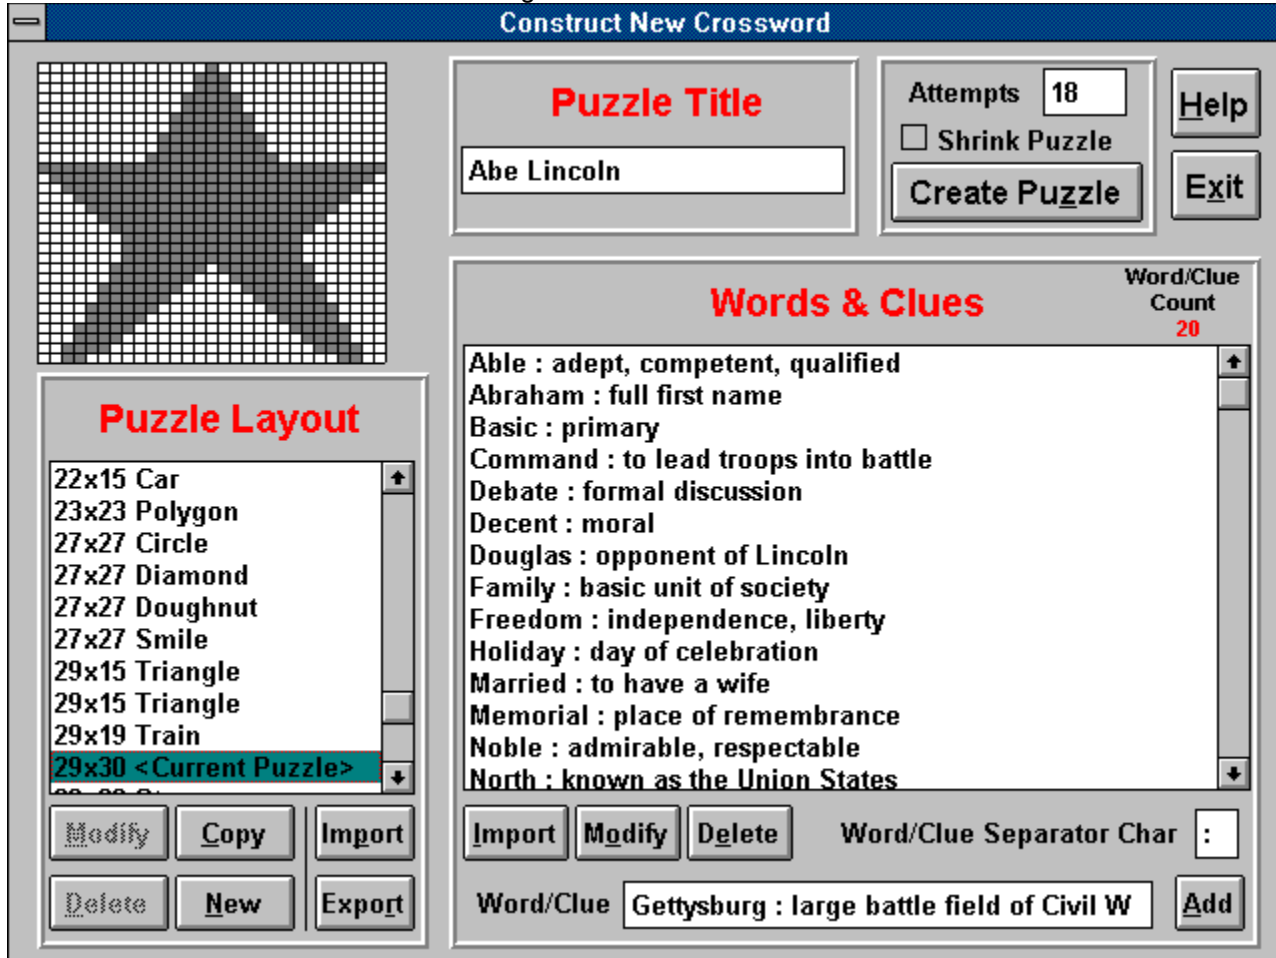 Construct New Crossword
Puzzle Title
Abe Lincoln
Attempts 18
Shrink Puzzle
Create Puzzle
Help
Exit
Words & Clues
Word/Clue
Count
20
Able : adept, competent, qualified
Abraham : full first name
Basic : primary
Command : to lead troops into battle
Debate : formal discussion
Decent : moral
Douglas : opponent of Lincoln
Family : basic unit of society
Freedom : independence, liberty
Holiday : day of celebration
Married : to have a wife
Memorial : place of remembrance
Noble : admirable, respectable
North : known as the Union States
Import Modify Delete Word/Clue Separator Char :
Word/Clue Gettysburg : large battle field of Civil W Add
Puzzle Layout
22x15 Car
23x23 Polygon
27x27 Circle
27x27 Diamond
27x27 Doughnut
27x27 Smile
29x15 Triangle
29x15 Triangle
29x19 Train
29x30 <Current Puzzle>
Modify Copy Import
Delete New Export